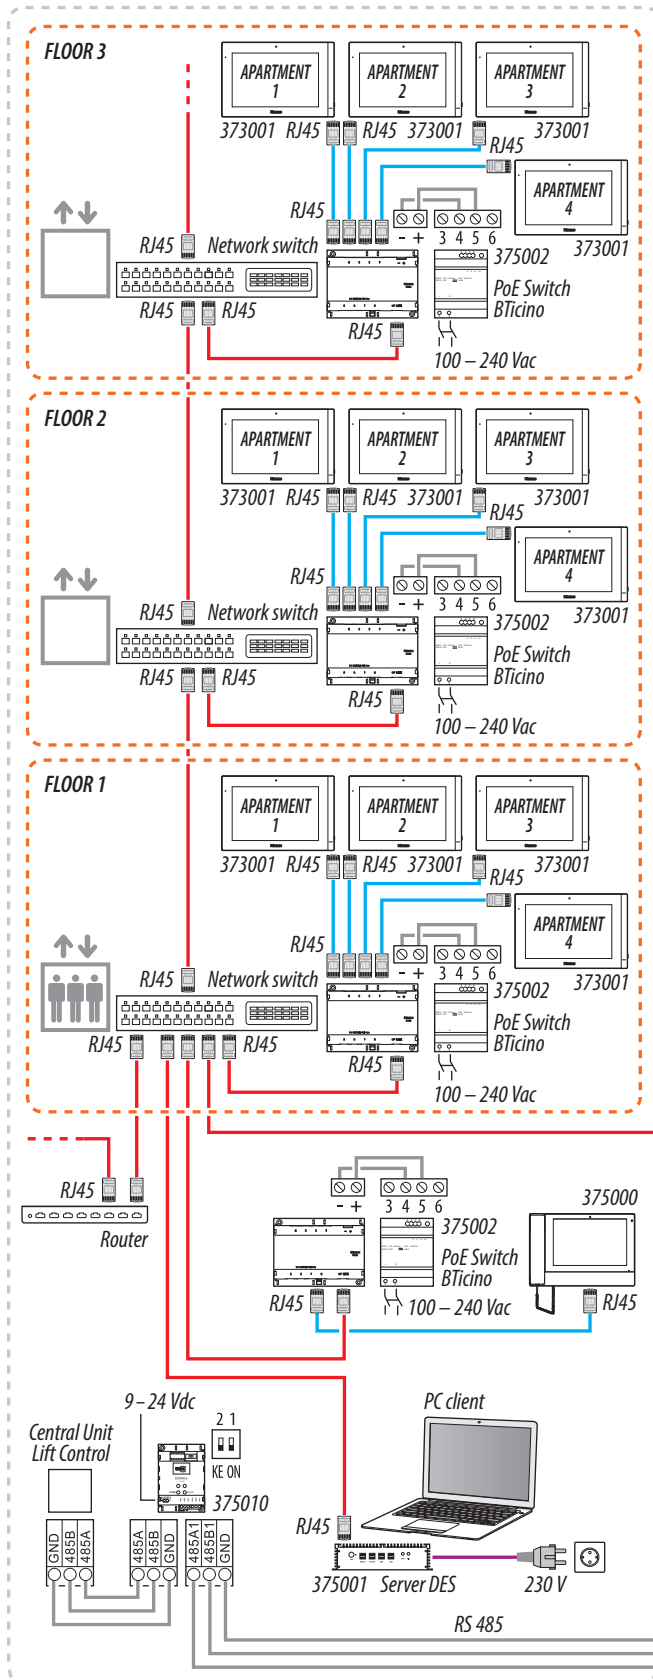 FLOOR 3
APARTMENT 1
APARTMENT 2
APARTMENT 3
373001 RJ45 RJ45 373001 373001
RJ45
APARTMENT 4
373001
RJ45
- + 3 4 5 6
375002
RJ45 Network switch
PoE Switch
BTicino
RJ45 RJ45
RJ45
100 – 240 Vac
FLOOR 2
APARTMENT 1
APARTMENT 2
APARTMENT 3
373001 RJ45 RJ45 373001 373001
RJ45
APARTMENT 4
373001
RJ45
- + 3 4 5 6
375002
RJ45 Network switch
PoE Switch
BTicino
RJ45 RJ45
RJ45
100 – 240 Vac
FLOOR 1
APARTMENT 1
APARTMENT 2
APARTMENT 3
373001 RJ45 RJ45 373001 373001
RJ45
APARTMENT 4
373001
RJ45
- + 3 4 5 6
375002
RJ45 Network switch
PoE Switch
BTicino
RJ45 RJ45
RJ45
100 – 240 Vac
RJ45
Router
- + 3 4 5 6
375002
PoE Switch
BTicino
375000
RJ45
100 – 240 Vac
RJ45
9 – 24 Vdc
Central Unit
Lift Control
2 1
KE ON
375010
PC client
GND 485B 485A
485A 485B GND
485A1 485B1 GND
RJ45
375001 Server DES
230 V
RS 485